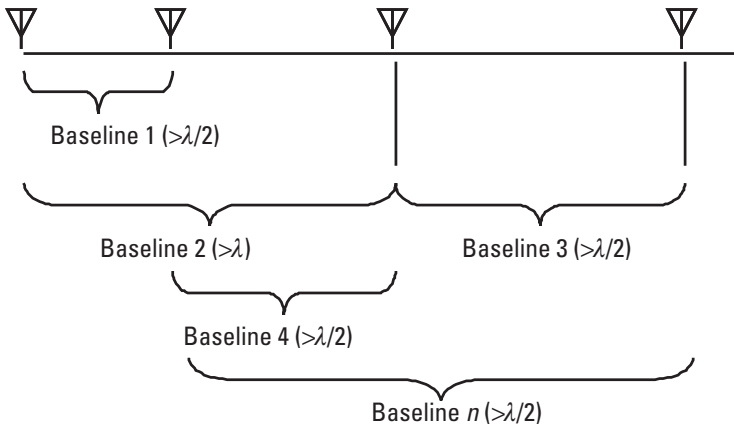 Baseline 1 (>λ/2)
Baseline 2 (>λ)
Baseline 3 (>λ/2)
Baseline 4 (>λ/2)
Baseline n (>λ/2)